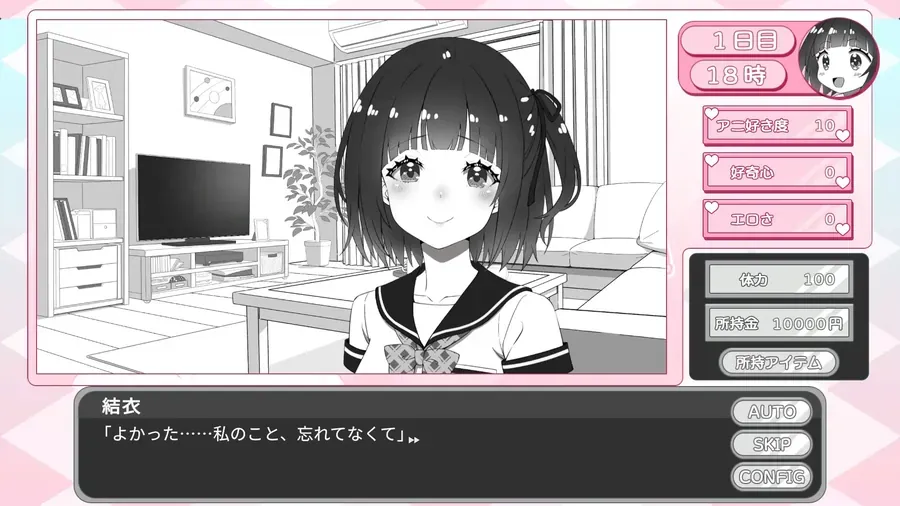 1日目
18時
アニ好き度 10
好奇心 0
エロさ 0
体力 100
所持金 10000円
所持アイテム
結衣
「よかった……私のこと、忘れてなくて」
AUTO
SKIP
CONFIG